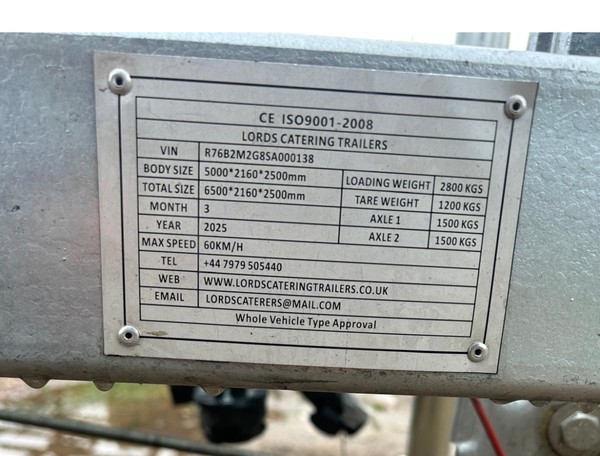 CE ISO9001-2008
LORDS CATERING TRAILERS
VIN R76B2M2G8SA000138
BODY SIZE 5000*2160*2500mm LOADING WEIGHT 2800 KGS
TOTAL SIZE 6500*2160*2500mm TARE WEIGHT 1200 KGS
MONTH 3 AXLE 1 1500 KGS
YEAR 2025 AXLE 2 1500 KGS
MAX SPEED 60KM/H
TEL +44 7979 505440
WEB WWW.LORDSCATERINGTRAILERS.CO.UK
EMAIL LORDSCATERERS@MAIL.COM
Whole Vehicle Type Approval